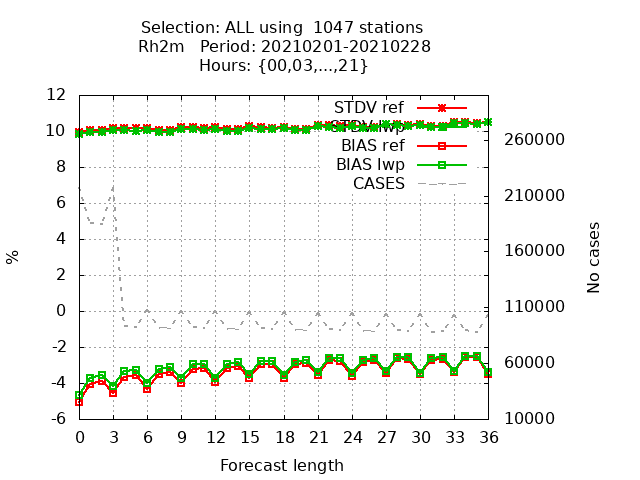 Selection: ALL using 1047 stations
Rh2m Period: 20210201-20210228
Hours: {00,03,...,21}
STDV ref
STDV lwp
BIAS ref
BIAS lwp
CASES
%
12
10
8
6
4
2
0
-2
-4
-6
260000
210000
160000
110000
60000
10000
No cases
0 3 6 9 12 15 18 21 24 27 30 33 36
Forecast length